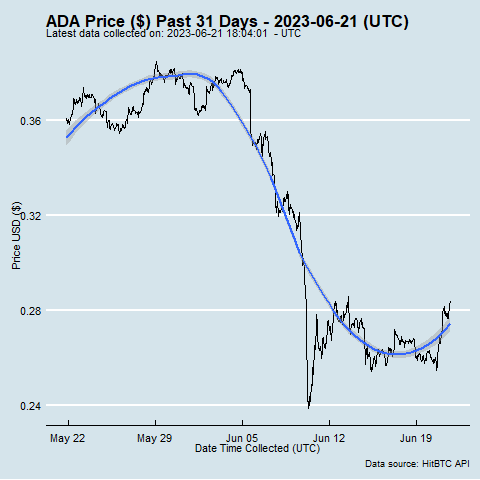 ADA Price ($) Past 31 Days - 2023-06-21 (UTC)
Latest data collected on: 2023-06-21 18:04:01 - UTC
Price USD ($)
0.36
0.32
0.28
0.24
May 22 May 29 Jun 05 Jun 12 Jun 19
Date Time Collected (UTC)
Data source: HitBTC API